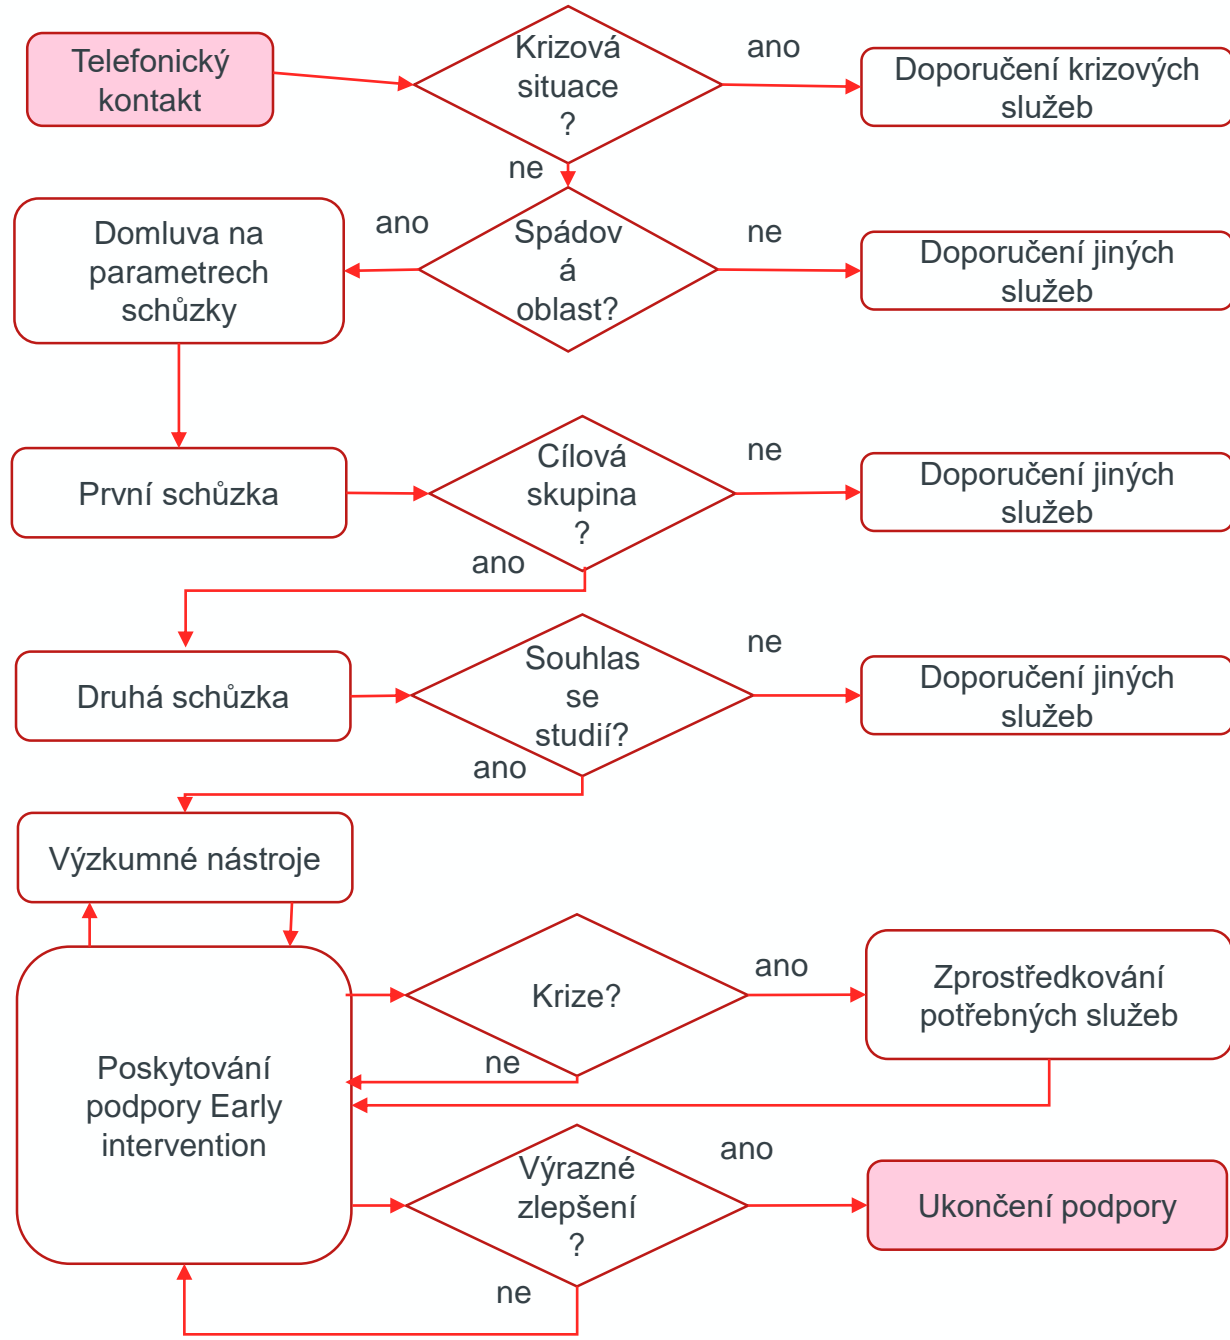 Telefonický
kontakt
Krizová
situace
?
ano
Doporučení krizových
služeb
ne
Domluva na
parametrech
schůzky
ano
Spádov
á
oblast?
ne
Doporučení jiných
služeb
První schůzka
Cílová
skupina
?
ne
Doporučení jiných
služeb
ano
Druhá schůzka
Souhlas
se
studií?
ne
Doporučení jiných
služeb
ano
Výzkumné nástroje
Krize?
ano
Zprostředkování
potřebných služeb
ne
Poskytování
podpory Early
intervention
Výrazné
zlepšení
?
ano
Ukončení podpory
ne